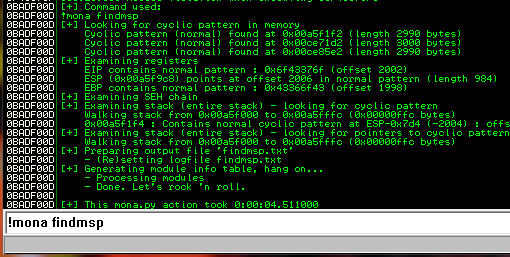 0BADF00D [+] Command used:
0BADF00D !mona findmsp
0BADF00D [+] Looking for cyclic pattern in memory
0BADF00D Cyclic pattern (normal) found at 0x00a5f1f2 (length 2990 bytes)
0BADF00D Cyclic pattern (normal) found at 0x00ce71d2 (length 3000 bytes)
0BADF00D Cyclic pattern (normal) found at 0x00ce85e2 (length 2990 bytes)
0BADF00D [+] Examining registers
0BADF00D EIP contains normal pattern : 0x6f43376f (offset 2002)
0BADF00D ESP (0x00a5f9c8) points at offset 2006 in normal pattern (length 984)
0BADF00D EBP contains normal pattern : 0x43366f43 (offset 1998)
0BADF00D [+] Examining SEH chain
0BADF00D [+] Examining stack (entire stack) - looking for cyclic pattern
0BADF00D Walking stack from 0x00a5f000 to 0x00a5fffc (0x00000ffc bytes)
0BADF00D 0x00a5f1f4 : Contains normal cyclic pattern at ESP-0x7d4 (-2004) : offs
0BADF00D [+] Examining stack (entire stack) - looking for pointers to cyclic pattern
0BADF00D Walking stack from 0x00a5f000 to 0x00a5fffc (0x00000ffc bytes)
0BADF00D [+] Preparing output file 'findmsp.txt'
0BADF00D - (Re)setting logfile findmsp.txt
0BADF00D [+] Generating module info table, hang on...
0BADF00D - Processing modules
0BADF00D - Done. Let's rock 'n roll.
0BADF00D [+] This mona.py action took 0:00:04.511000
!mona findmsp